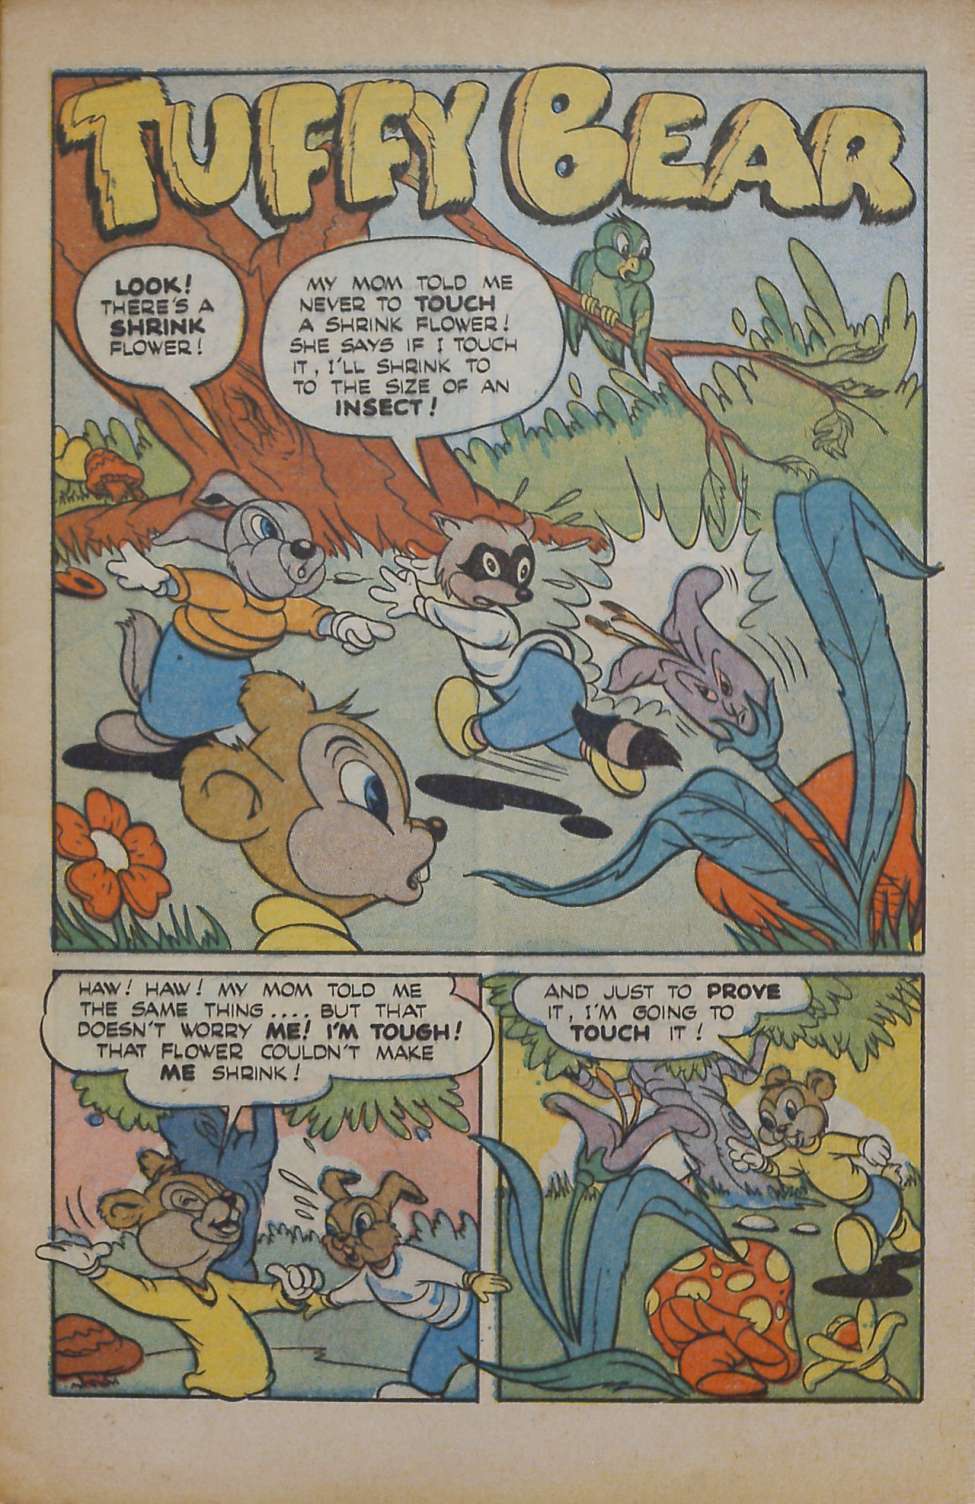 TUFFY BEAR
LOOK!
THERE'S A
SHRINK
FLOWER!
MY MOM TOLD ME
NEVER TO TOUCH
A SHRINK FLOWER!
SHE SAYS IF I TOUCH
IT, I'LL SHRINK TO
TO THE SIZE OF AN
INSECT!
HAW! HAW! MY MOM TOLD ME
THE SAME THING.... BUT THAT
DOESN'T WORRY ME! I'M TOUGH!
THAT FLOWER COULDN'T MAKE
ME SHRINK!
AND JUST TO PROVE
IT, I'M GOING TO
TOUCH IT!